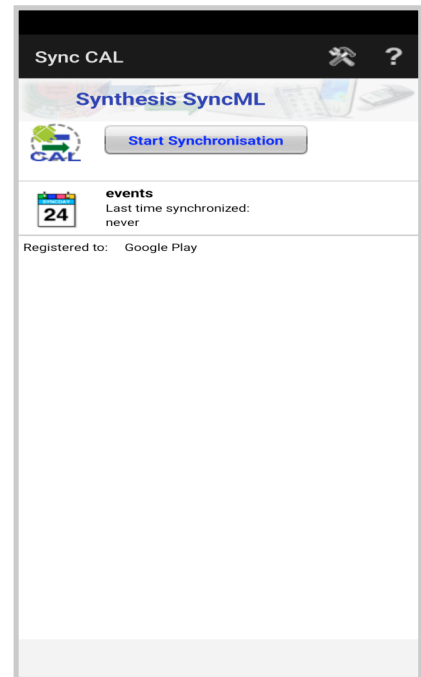 Sync CAL ?
Synthesis SyncML
CAL
Start Synchronisation
24
events
Last time synchronized:
never
Registered to: Google Play